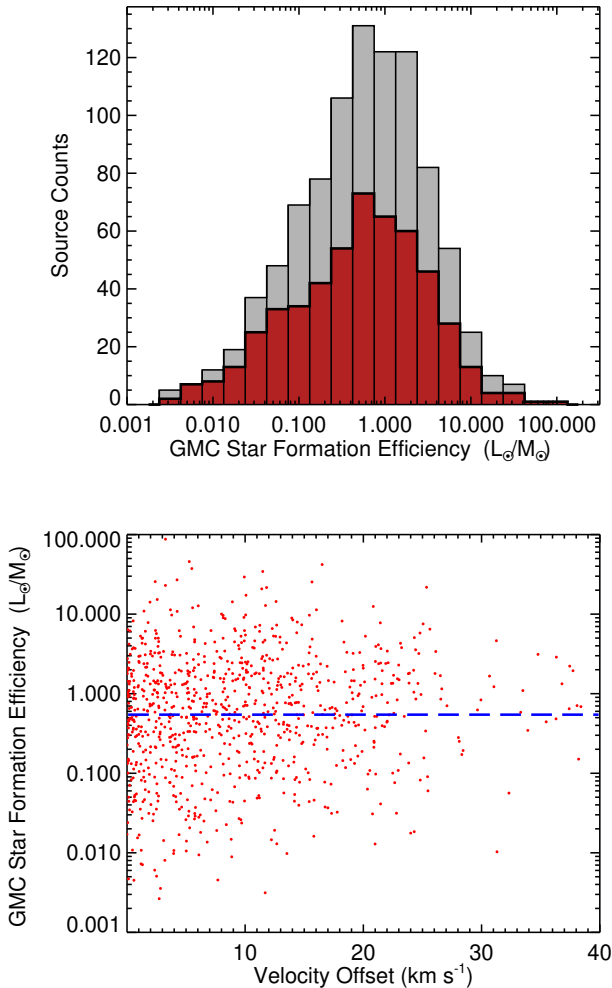 120
100
80
60
40
20
0
Source Counts
0.001 0.010 0.100 1.000 10.000 100.000
GMC Star Formation Efficiency (L☉/M☉)
100.000
10.000
1.000
0.100
0.010
0.001
GMC Star Formation Efficiency (L☉/M☉)
10 20 30 40
Velocity Offset (km s⁻¹)